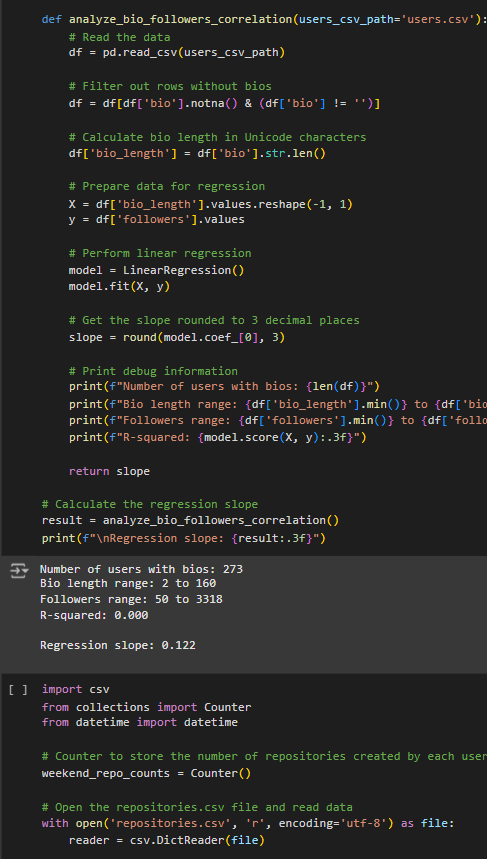 def analyze_bio_followers_correlation(users_csv_path='users.csv'):
    # Read the data
    df = pd.read_csv(users_csv_path)

    # Filter out rows without bios
    df = df[df['bio'].notna() & (df['bio'] != '')]

    # Calculate bio length in Unicode characters
    df['bio_length'] = df['bio'].str.len()

    # Prepare data for regression
    X = df['bio_length'].values.reshape(-1, 1)
    y = df['followers'].values

    # Perform linear regression
    model = LinearRegression()
    model.fit(X, y)

    # Get the slope rounded to 3 decimal places
    slope = round(model.coef_[0], 3)

    # Print debug information
    print(f"Number of users with bios: {len(df)}")
    print(f"Bio length range: {df['bio_length'].min()} to {df['bio
    print(f"Followers range: {df['followers'].min()} to {df['follo
    print(f"R-squared: {model.score(X, y):.3f}")

    return slope

# Calculate the regression slope
result = analyze_bio_followers_correlation()
print(f"\nRegression slope: {result:.3f}")
Number of users with bios: 273
Bio length range: 2 to 160
Followers range: 50 to 3318
R-squared: 0.000

Regression slope: 0.122
[ ] import csv
from collections import Counter
from datetime import datetime

# Counter to store the number of repositories created by each user
weekend_repo_counts = Counter()

# Open the repositories.csv file and read data
with open('repositories.csv', 'r', encoding='utf-8') as file:
    reader = csv.DictReader(file)